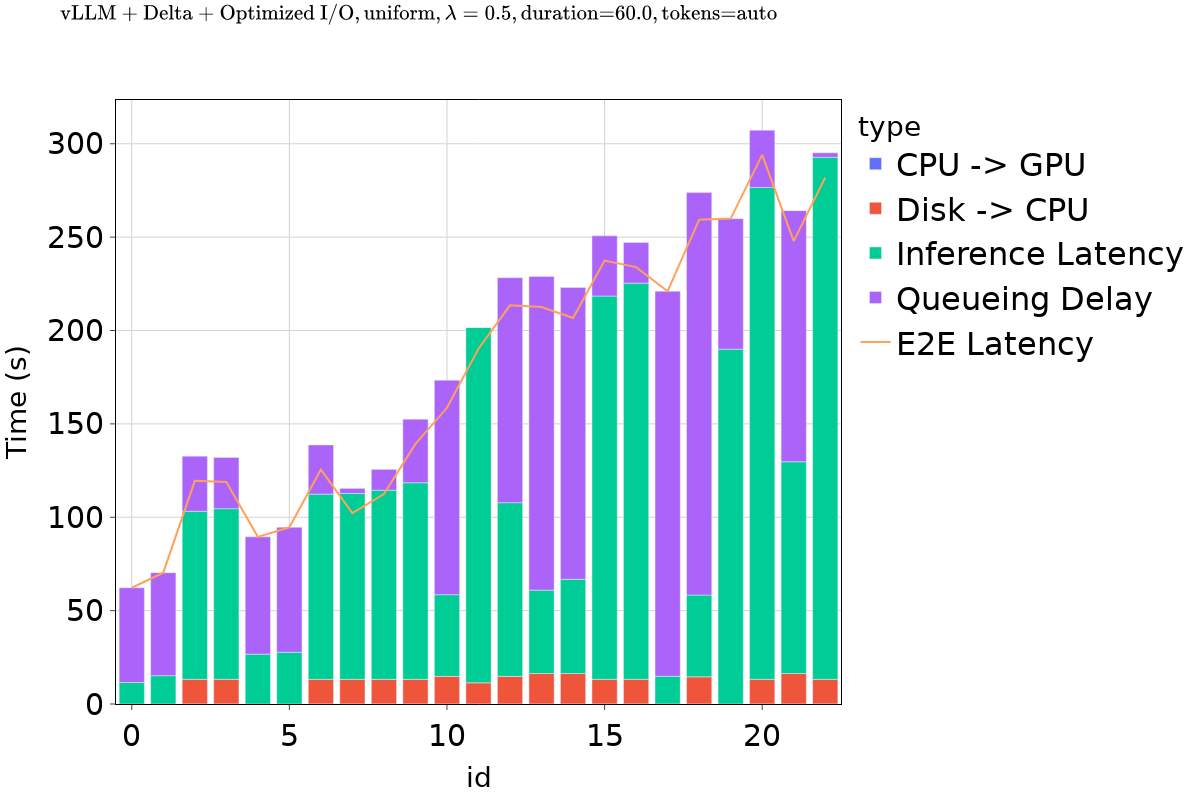 vLLM + Delta + Optimized I/O, uniform, λ = 0.5, duration=60.0, tokens=auto
type
CPU -> GPU
Disk -> CPU
Inference Latency
Queueing Delay
E2E Latency
Time (s)
300
250
200
150
100
50
0
0 5 10 15 20
id